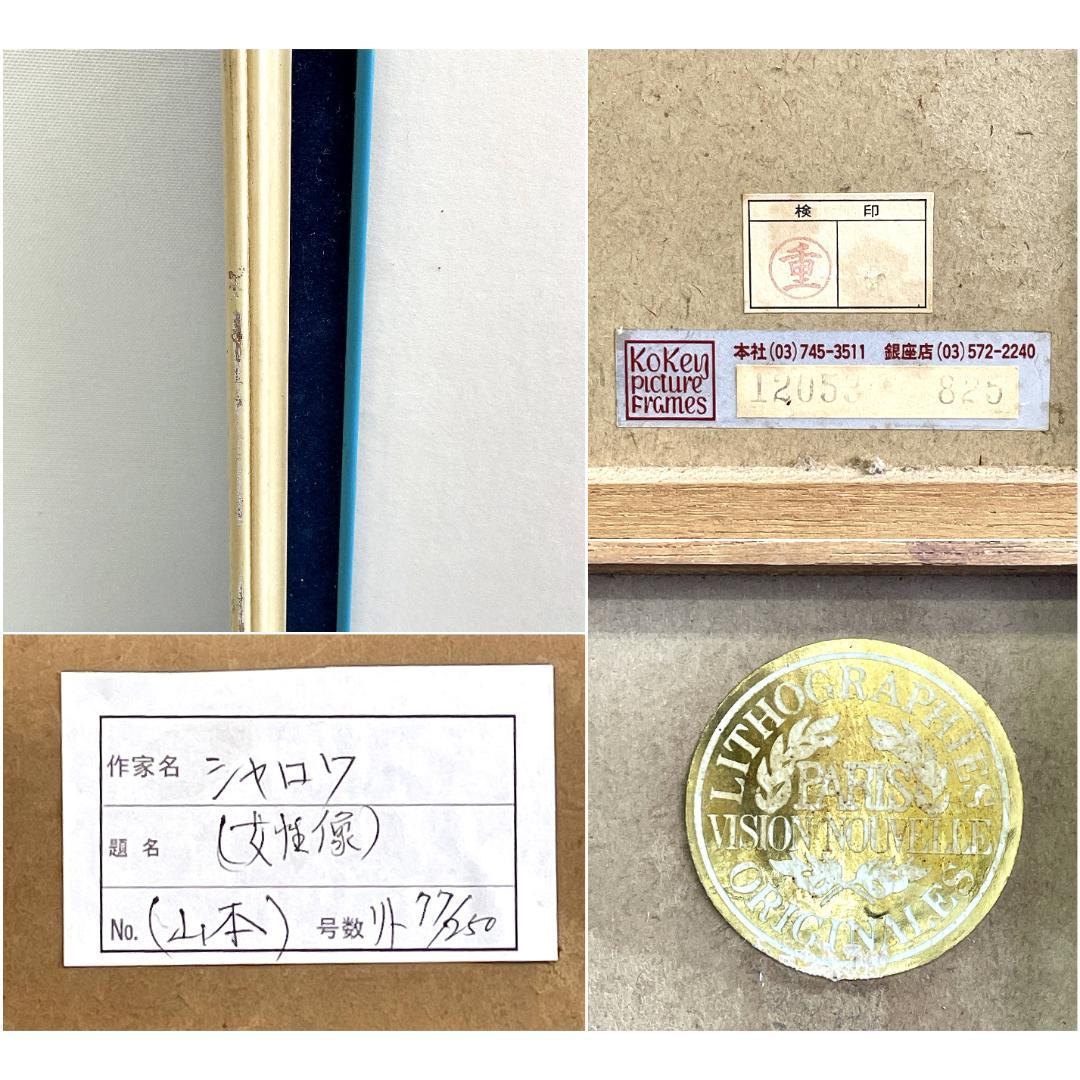 検 印
重
KoKey
picture
Frames
本社(03)745-3511 銀座店(03)572-2240
12053 825
作家名 シャロワ
題名 (女性像)
No. (山本) 号数 リト 77/250
LITHOGRAPHIES
PARIS
VISION NOUVELLE
ORIGINALES